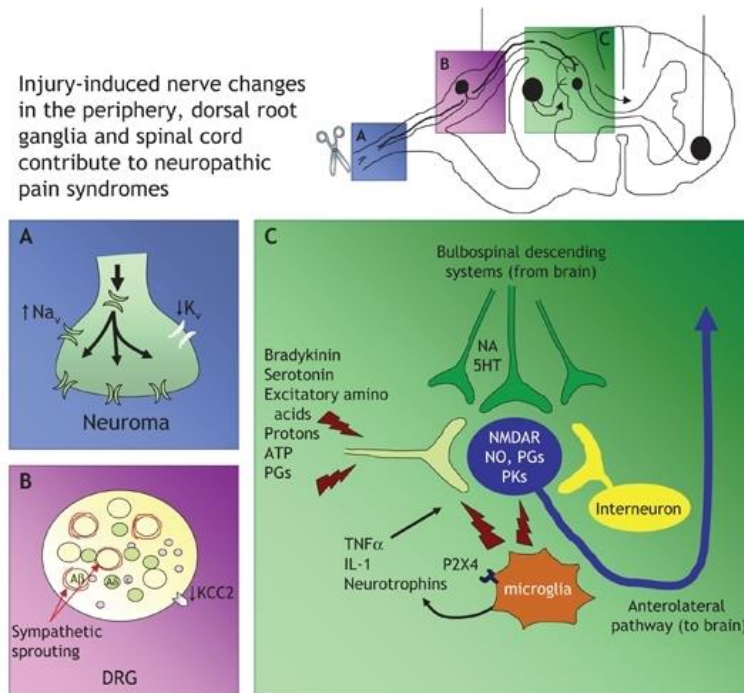 Injury-induced nerve changes
in the periphery, dorsal root
ganglia and spinal cord
contribute to neuropathic
pain syndromes
A
B
C
A
↑Naᵥ
↓Kᵥ
Neuroma
B
Aβ
Aδ
↓KCC2
Sympathetic
sprouting
DRG
C
Bulbospinal descending
systems (from brain)
NA
5HT
Bradykinin
Serotonin
Excitatory amino
acids
Protons
ATP
PGs
NMDAR
NO, PGs
PKs
Interneuron
TNFα
IL-1
Neurotrophins
P2X4
microglia
Anterolateral
pathway (to brain)